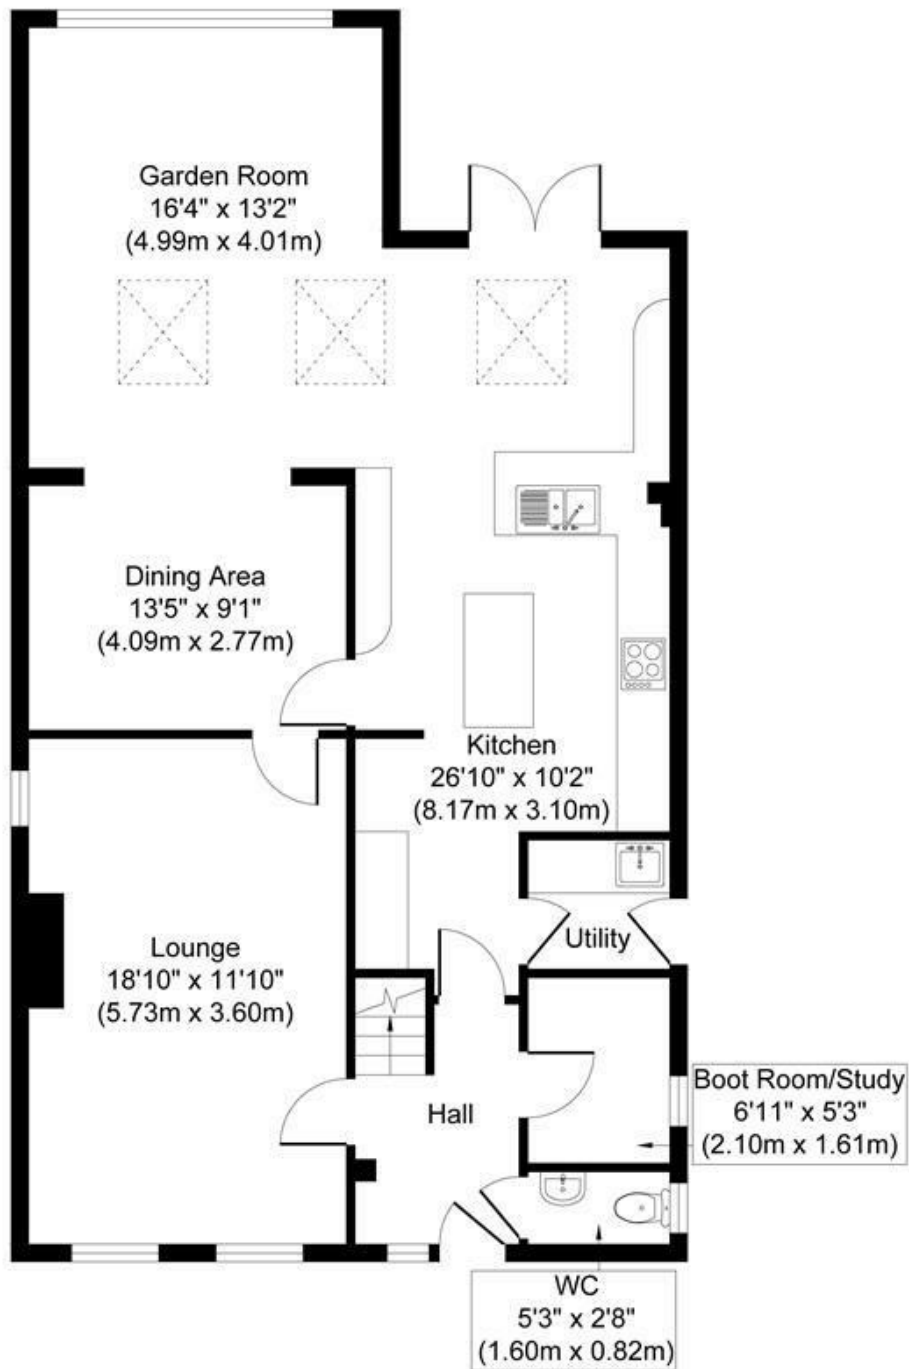 Garden Room
16'4" x 13'2"
(4.99m x 4.01m)
Dining Area
13'5" x 9'1"
(4.09m x 2.77m)
Kitchen
26'10" x 10'2"
(8.17m x 3.10m)
Utility
Lounge
18'10" x 11'10"
(5.73m x 3.60m)
Hall
Boot Room/Study
6'11" x 5'3"
(2.10m x 1.61m)
WC
5'3" x 2'8"
(1.60m x 0.82m)